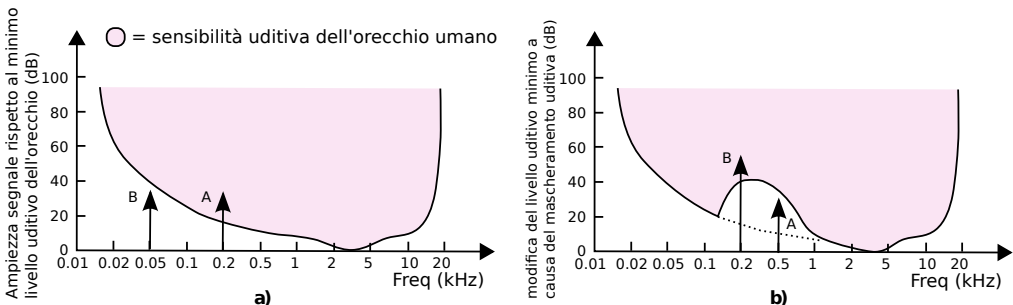 Ampiezza segnale rispetto al minimo
livello uditivo dell'orecchio (dB)
= sensibilità uditiva dell'orecchio umano
100
80
60
40
20
0
B
A
0.01 0.02 0.05 0.1 0.2 0.5 1 2 5 10 20
Freq (kHz)
a)
modifica del livello uditivo minimo a
causa del mascheramento uditiva (dB)
100
80
60
40
20
0
B
A
0.01 0.02 0.05 0.1 0.2 0.5 1 2 5 10 20
Freq (kHz)
b)